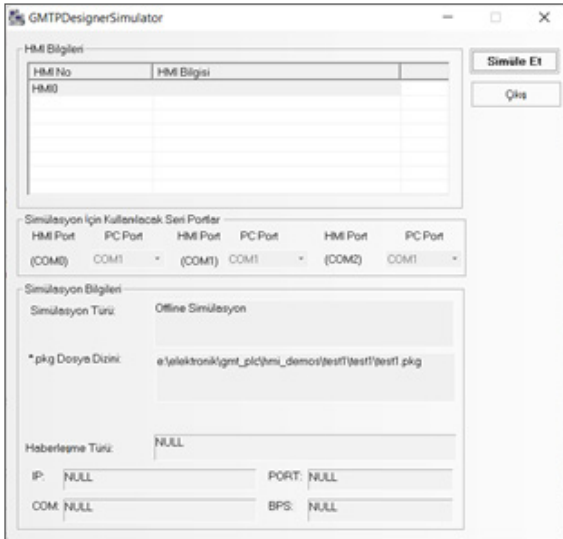 GMTPDesignerSimulator
HMI Bilgileri
HMI No HMI Bilgisi
HMI0
Simüle Et
Çıkış
Simülasyon İçin Kullanılacak Seri Portlar
HMI Port PC Port HMI Port PC Port HMI Port PC Port
(COM0) COM1 (COM1) COM1 (COM2) COM1
Simülasyon Bilgileri
Simülasyon Türü: Offline Simülasyon
*.pkg Dosya Dizini: e:\elektronik\gmt_plc\hmi_demos\test1\test1\test1.pkg
Haberleşme Türü: NULL
IP: NULL PORT: NULL
COM: NULL BPS: NULL